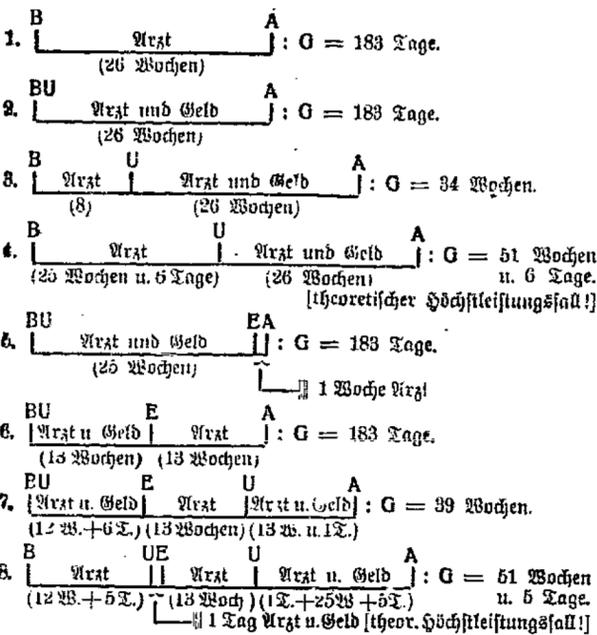 B A
1. Arzt : G = 183 Tage.
(26 Wochen)
BU A
2. Arzt und Geld : G = 183 Tage.
(26 Wochen)
B U A
3. Arzt Arzt und Geld : G = 34 Wochen.
(8) (26 Wochen)
B U A
4. Arzt Arzt und Geld : G = 51 Wochen
(25 Wochen u. 6 Tage) (26 Wochen) u. 6 Tage.
[theoretischer Höchstleistungsfall!]
BU EA
5. Arzt und Geld : G = 183 Tage.
(25 Wochen)
1 Woche Arzt
BU E A
6. Arzt u Geld Arzt : G = 183 Tage.
(13 Wochen) (13 Wochen)
BU E U A
7. Arzt u. Geld Arzt Arzt u. Geld : G = 39 Wochen.
(12 W.+6 T.) (13 Wochen) (13 W. u. 1 T.)
B UE U A
8. Arzt Arzt Arzt u. Geld : G = 51 Wochen
(12 W.+5 T.) (13 Woch) (1 T.+25 W +5 T.) u. 5 Tage.
1 Tag Arzt u. Geld [theor. Höchstleistungsfall!]